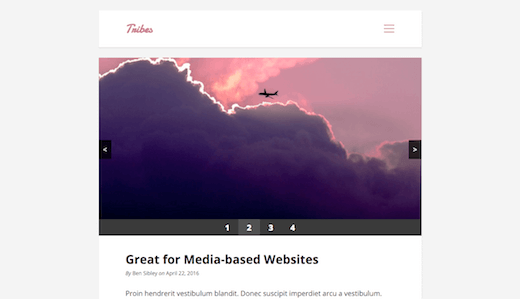 Tribes
<
>
1 2 3 4
Great for Media-based Websites
By Ben Sibley on April 22, 2016
Proin hendrerit vestibulum blandit. Donec suscipit imperdiet arcu a vestibulum.